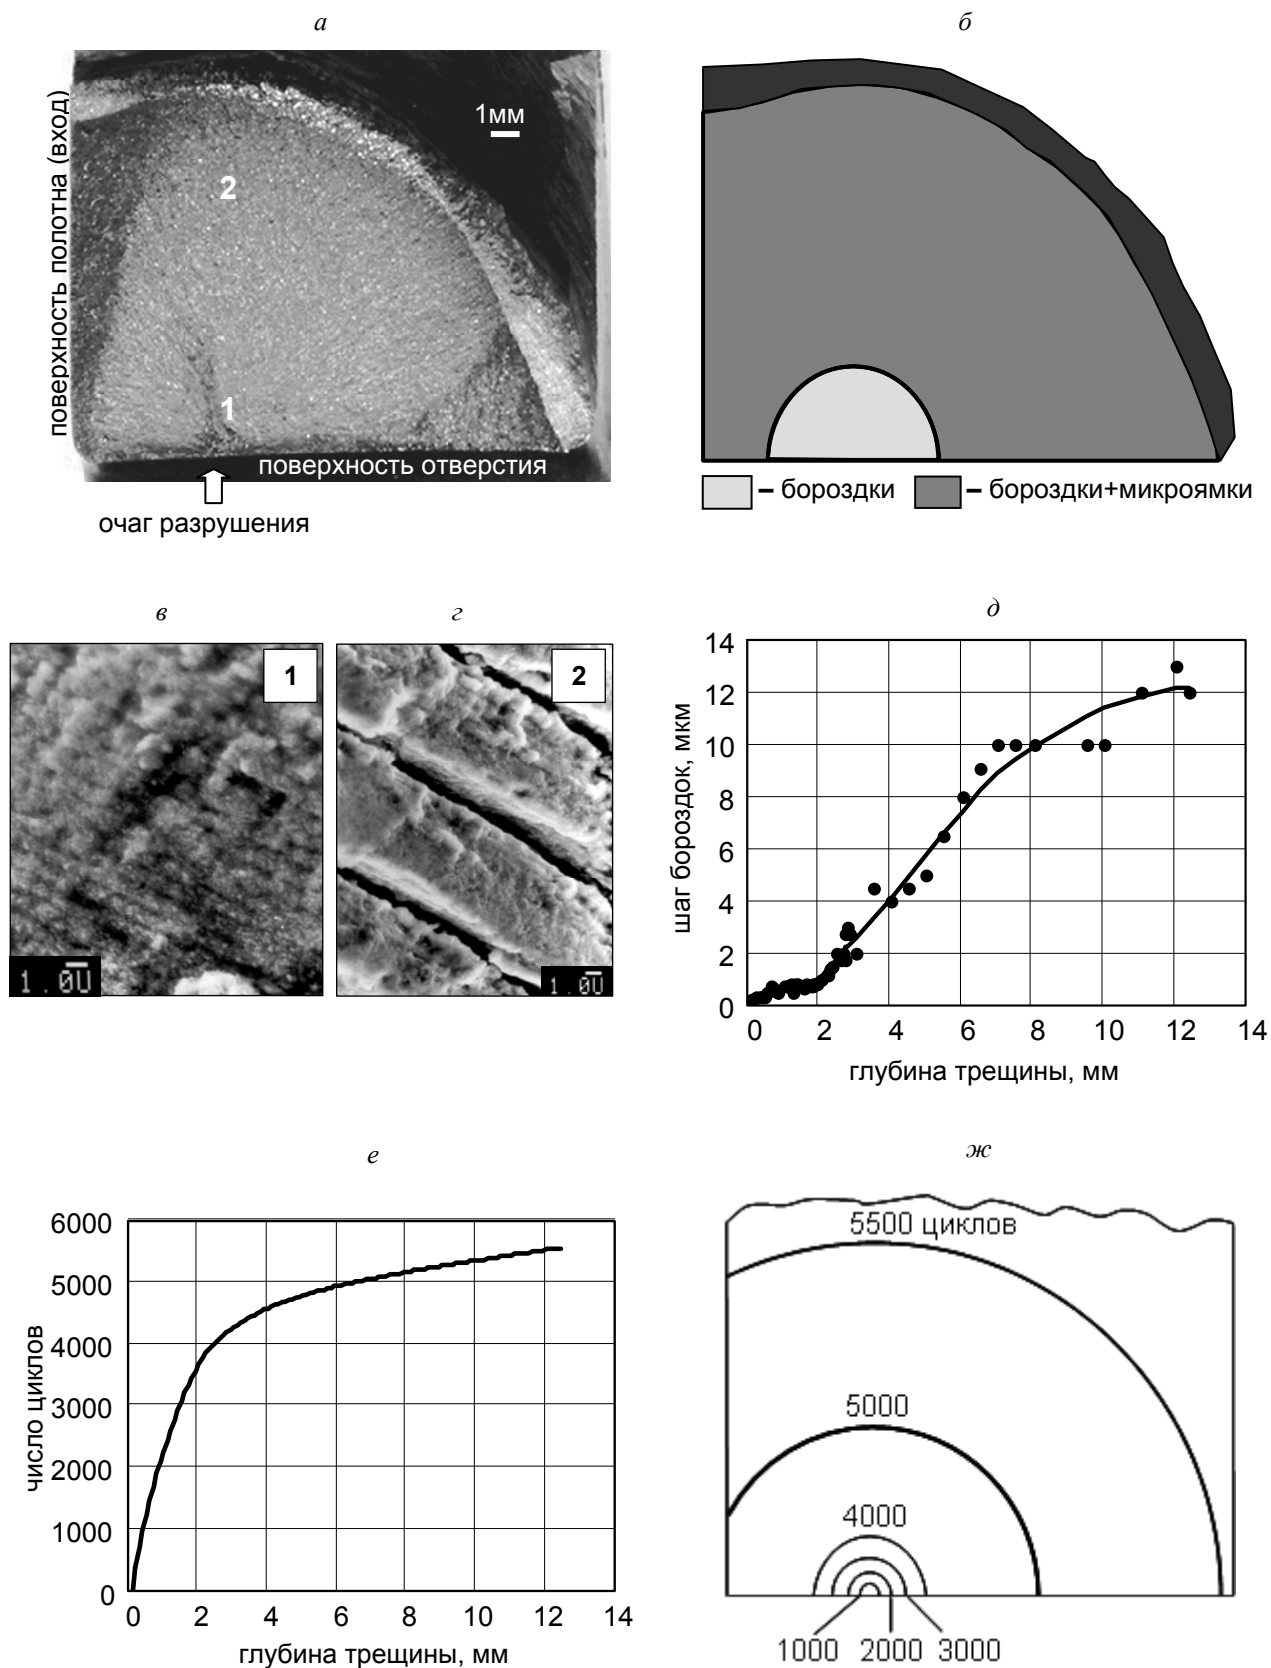 а
б
поверхность полотна (вход)
1мм
2
1
поверхность отверстия
очаг разрушения
– бороздки
– бороздки+микроямки
в
г
1
1.0U
2
1.0U
д
шаг бороздок, мкм
14
12
10
8
6
4
2
0
0 2 4 6 8 10 12 14
глубина трещины, мм
е
число циклов
6000
5000
4000
3000
2000
1000
0
0 2 4 6 8 10 12 14
глубина трещины, мм
ж
5500 циклов
5000
4000
1000 2000 3000